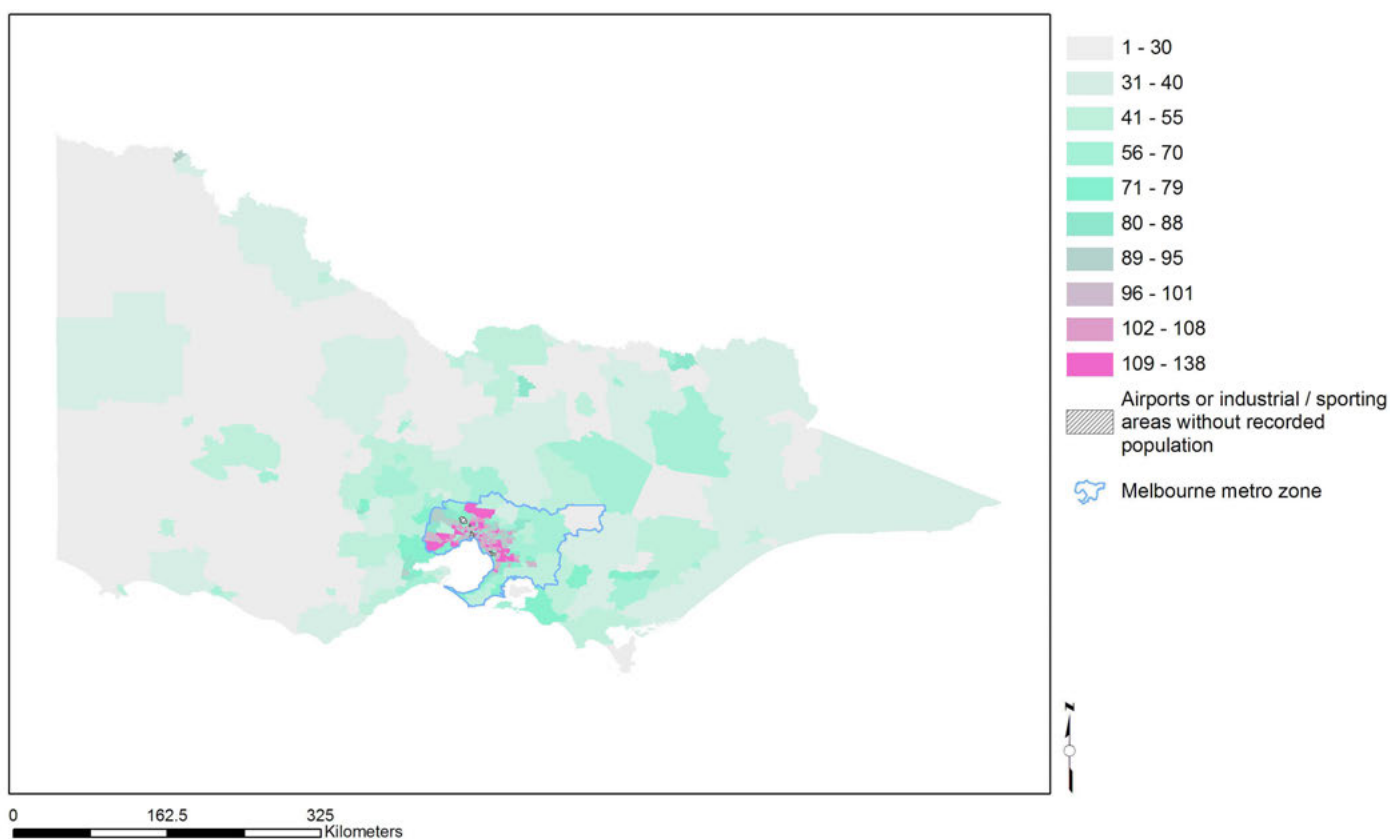 1 - 30
31 - 40
41 - 55
56 - 70
71 - 79
80 - 88
89 - 95
96 - 101
102 - 108
109 - 138
Airports or industrial / sporting
areas without recorded
population
Melbourne metro zone
N
0 162.5 325
Kilometers